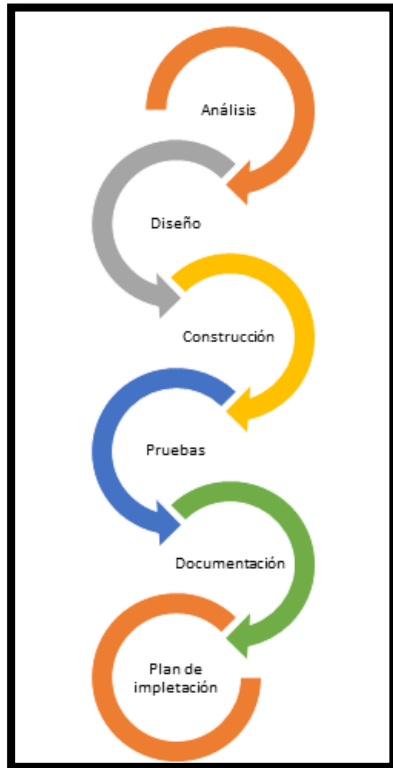 Análisis
Diseño
Construcción
Pruebas
Documentación
Plan de
impletación